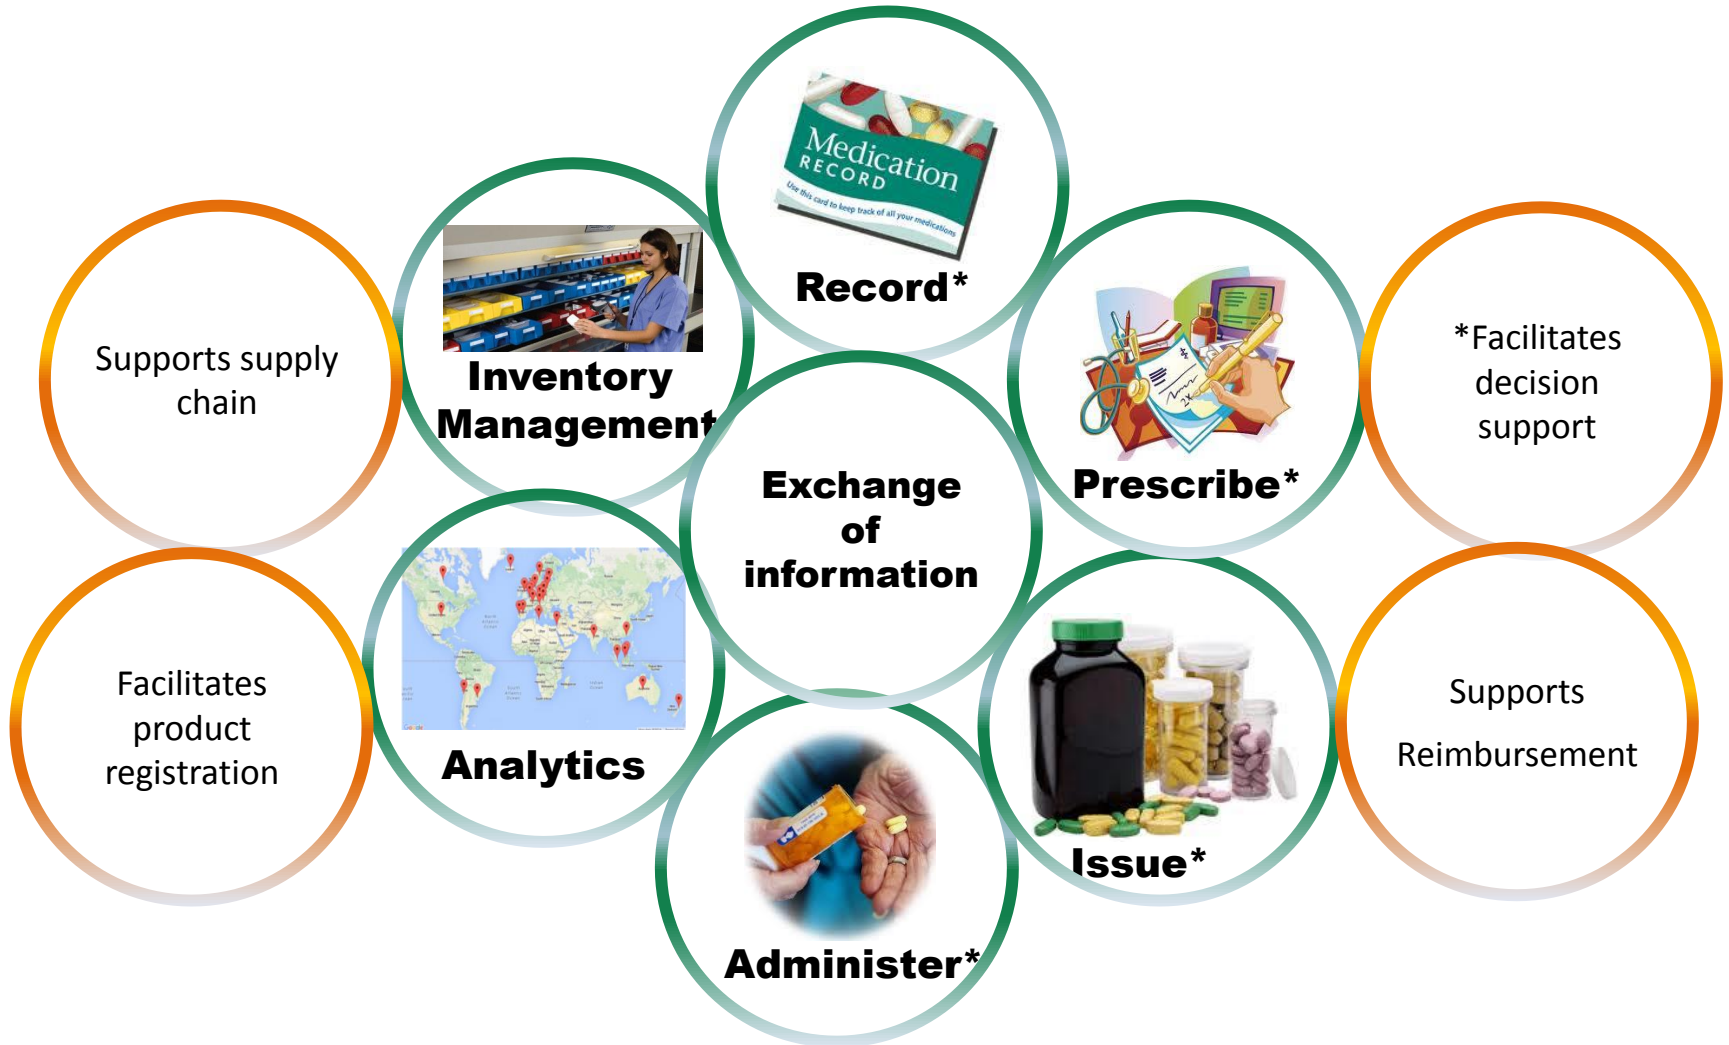 Medication
RECORD
Use this card to keep track of all your medications
Record*
Inventory
Management
Supports supply
chain
Prescribe*
*Facilitates
decision
support
Exchange
of
information
Analytics
Facilitates
product
registration
Issue*
Supports
Reimbursement
Administer*